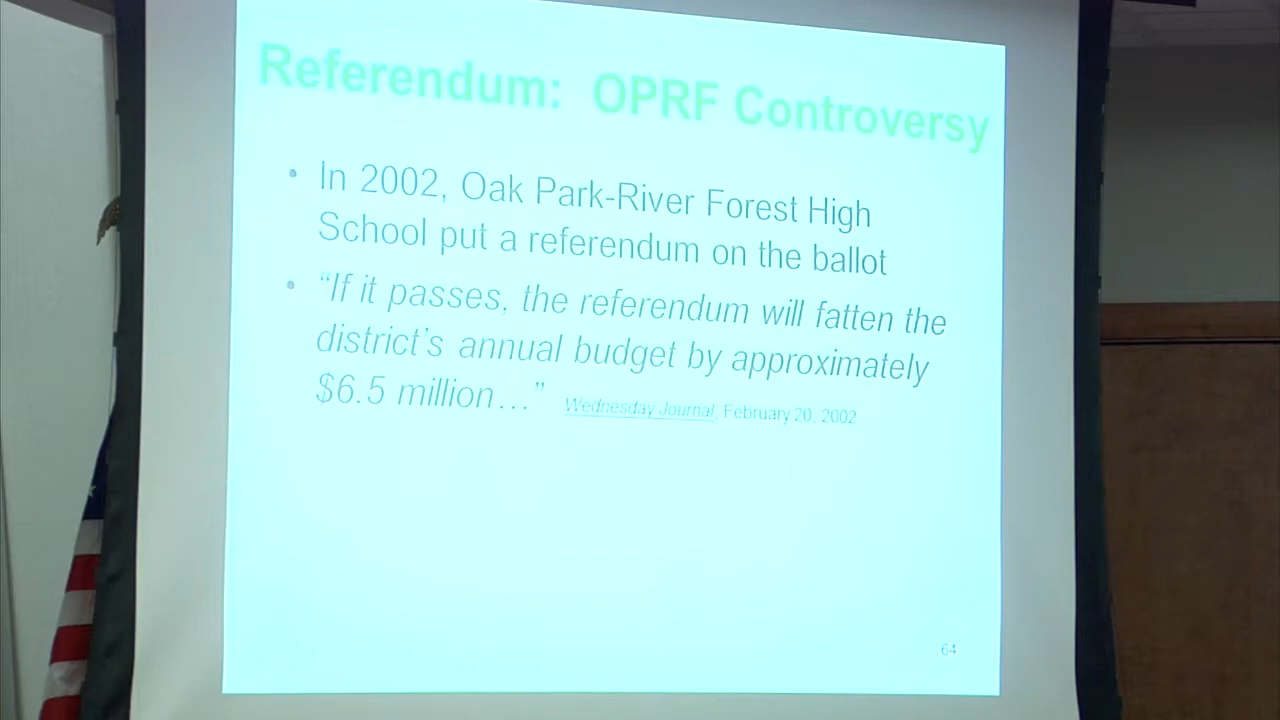 Referendum: OPRF Controversy
• In 2002, Oak Park-River Forest High
School put a referendum on the ballot
• “If it passes, the referendum will fatten the
district’s annual budget by approximately
$6.5 million…” Wednesday Journal, February 20, 2002
64